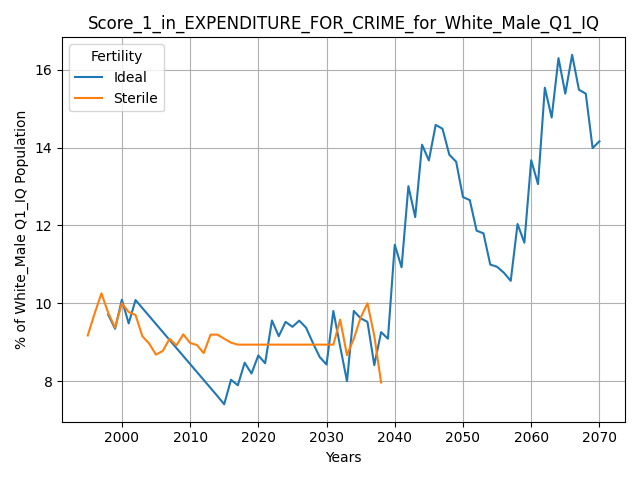 Score_1_in_EXPENDITURE_FOR_CRIME_for_White_Male_Q1_IQ
Fertility
Ideal
Sterile
% of White_Male Q1_IQ Population
16
14
12
10
8
2000 2010 2020 2030 2040 2050 2060 2070
Years